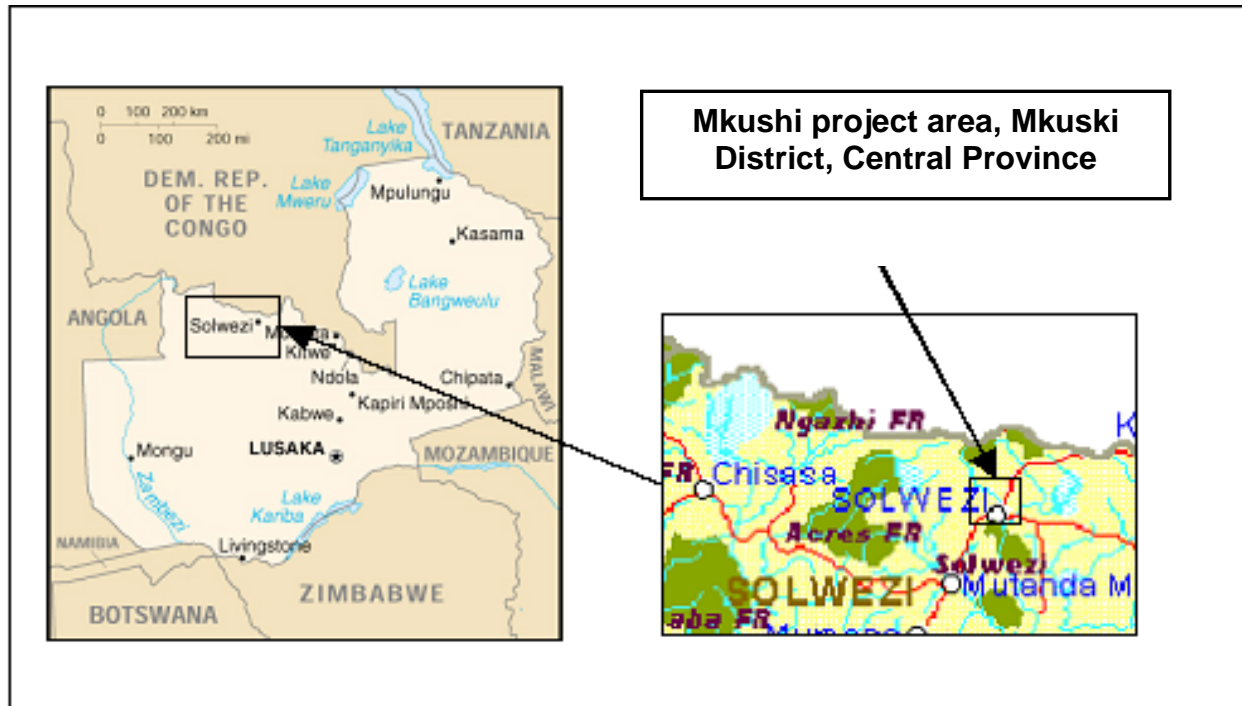 0 100 200 km
0 100 200 mi
Lake
Tanganyika
TANZANIA
DEM. REP.
OF THE
CONGO
Lake
Mweru
Mpulungu
Kasama
Lake
Bangweulu
ANGOLA
Solwezi
Kitwe
Ndola
Chipata
MALAWI
Kapiri Mposhi
Kabwe
LUSAKA
MOZAMBIQUE
Mongu
Zambezi
Lake
Kariba
NAMIBIA
Livingstone
ZIMBABWE
BOTSWANA
Mkushi project area, Mkuski
District, Central Province
Ngazhi FR
K
FR
Chisasa
SOLWEZI
Acres FR
Solwezi
SOLWEZI
Mutanda M
aba FR